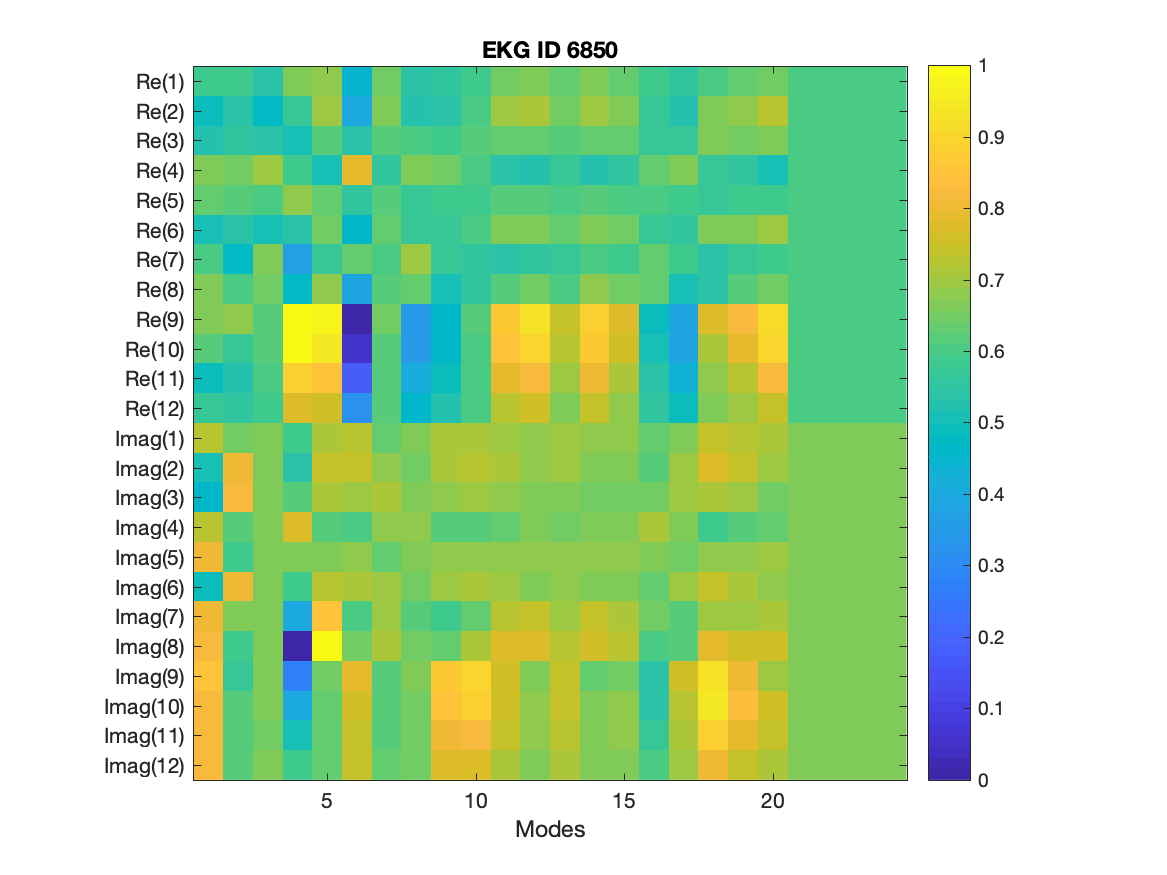 EKG ID 6850
Re(1)
Re(2)
Re(3)
Re(4)
Re(5)
Re(6)
Re(7)
Re(8)
Re(9)
Re(10)
Re(11)
Re(12)
Imag(1)
Imag(2)
Imag(3)
Imag(4)
Imag(5)
Imag(6)
Imag(7)
Imag(8)
Imag(9)
Imag(10)
Imag(11)
Imag(12)
5 10 15 20
Modes
1
0.9
0.8
0.7
0.6
0.5
0.4
0.3
0.2
0.1
0